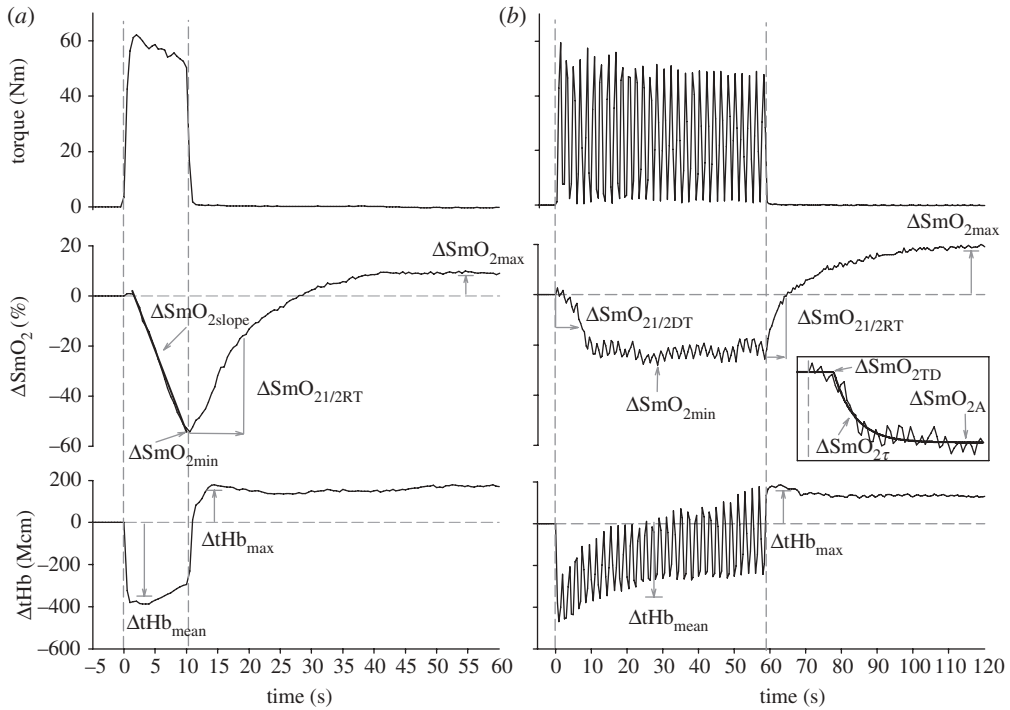 (a)
(b)
torque (Nm)
60
40
20
0
ΔSmO2 (%)
20
0
–20
–40
–60
ΔSmO2slope
ΔSmO2min
ΔSmO21/2RT
ΔSmO2max
ΔSmO21/2DT
ΔSmO2min
ΔSmO21/2RT
ΔSmO2max
ΔSmO2TD
ΔSmO2A
ΔSmO2τ
ΔtHb (Mcm)
200
0
–200
–400
–600
ΔtHbmean
ΔtHbmax
ΔtHbmean
ΔtHbmax
–5 0 5 10 15 20 25 30 35 40 45 50 55 60
time (s)
0 10 20 30 40 50 60 70 80 90 100 110 120
time (s)